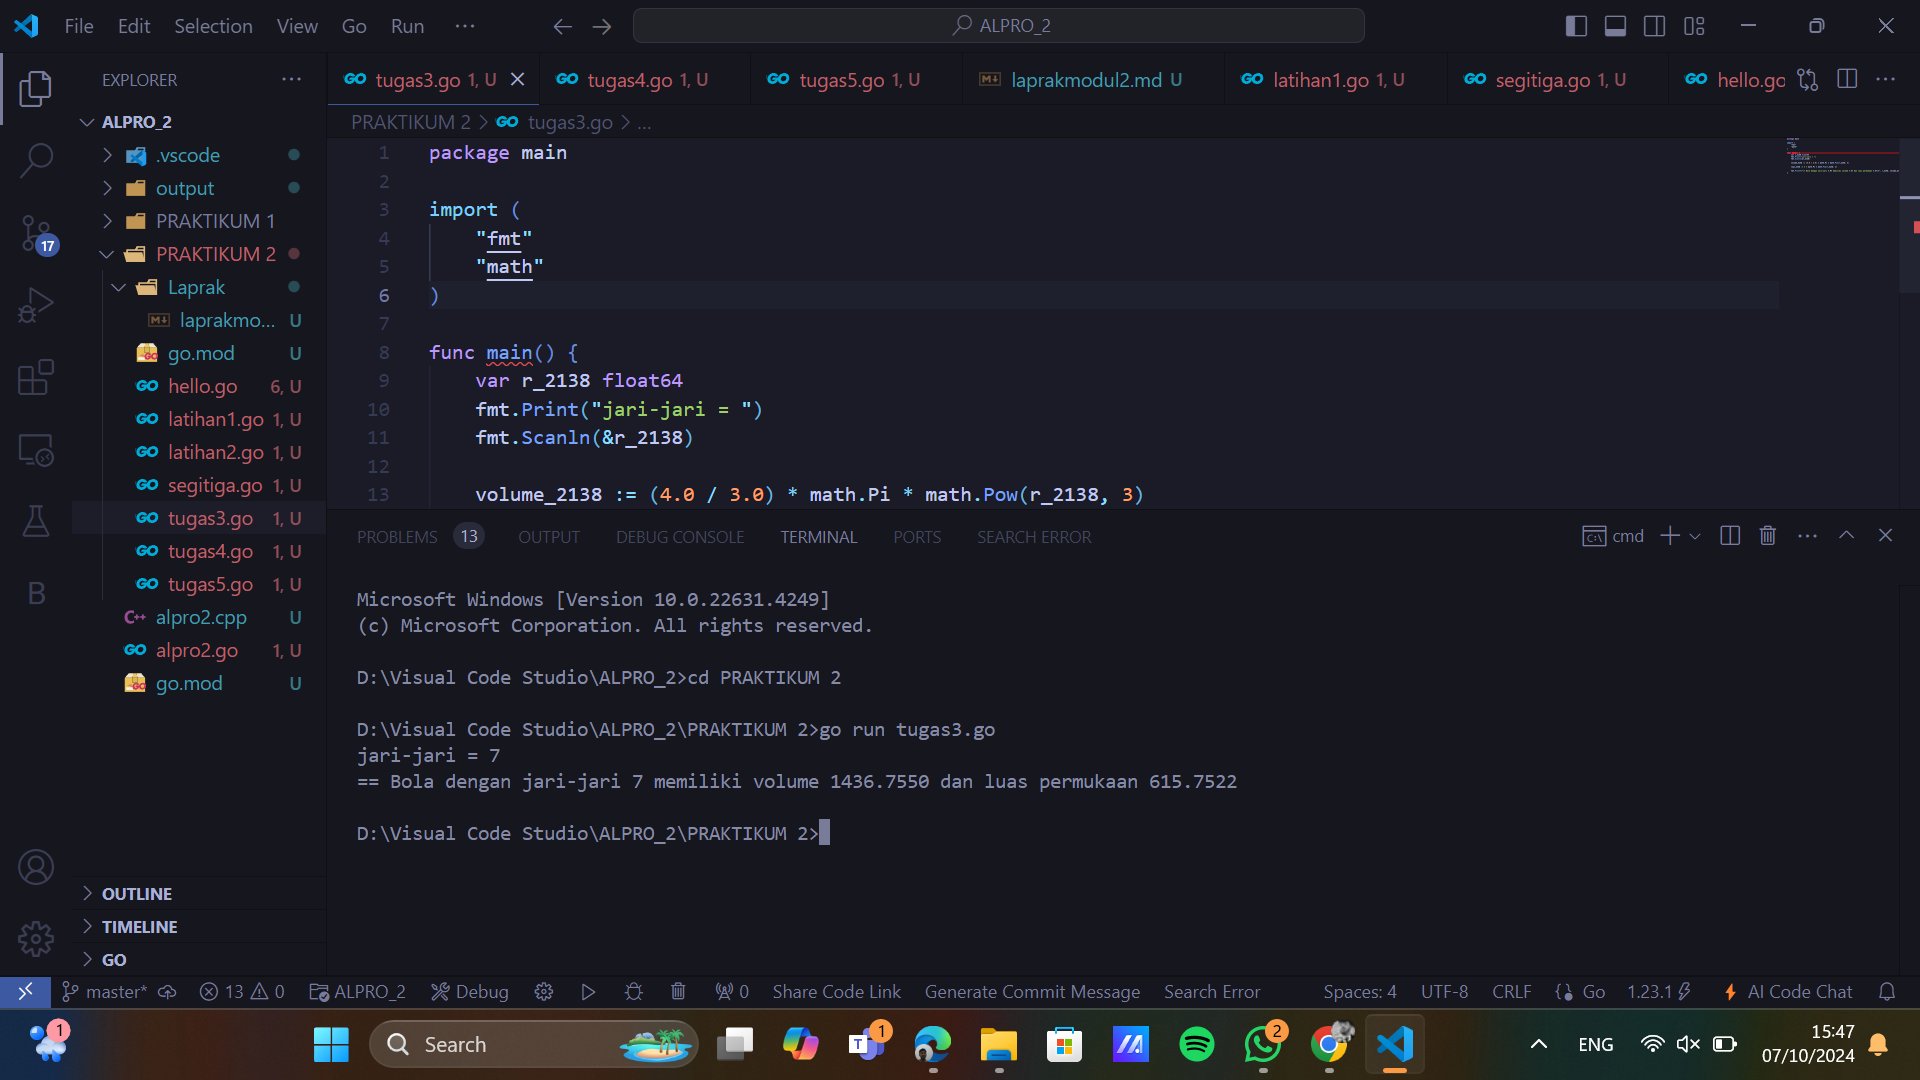 File Edit Selection View Go Run ···
ALPRO_2
EXPLORER
ALPRO_2
.vscode
output
PRAKTIKUM 1
PRAKTIKUM 2
Laprak
laprakmo... U
go.mod U
hello.go 6, U
latihan1.go 1, U
latihan2.go 1, U
segitiga.go 1, U
tugas3.go 1, U
tugas4.go 1, U
tugas5.go 1, U
alpro2.cpp U
alpro2.go 1, U
go.mod U
OUTLINE
TIMELINE
GO
17
B
tugas3.go 1, U
tugas4.go 1, U
tugas5.go 1, U
laprakmodul2.md U
latihan1.go 1, U
segitiga.go 1, U
hello.go
PRAKTIKUM 2 > tugas3.go > ...
1 package main
2
3 import (
4 "fmt"
5 "math"
6 )
7
8 func main() {
9 var r_2138 float64
10 fmt.Print("jari-jari = ")
11 fmt.Scanln(&r_2138)
12
13 volume_2138 := (4.0 / 3.0) * math.Pi * math.Pow(r_2138, 3)
PROBLEMS 13 OUTPUT DEBUG CONSOLE TERMINAL PORTS SEARCH ERROR
cmd
Microsoft Windows [Version 10.0.22631.4249]
(c) Microsoft Corporation. All rights reserved.
D:\Visual Code Studio\ALPRO_2>cd PRAKTIKUM 2
D:\Visual Code Studio\ALPRO_2\PRAKTIKUM 2>go run tugas3.go
jari-jari = 7
== Bola dengan jari-jari 7 memiliki volume 1436.7550 dan luas permukaan 615.7522
D:\Visual Code Studio\ALPRO_2\PRAKTIKUM 2>
master* 13 0 ALPRO_2 Debug 0 Share Code Link Generate Commit Message Search Error Spaces: 4 UTF-8 CRLF Go 1.23.1 AI Code Chat
1
Search
1
2
ENG
15:47
07/10/2024